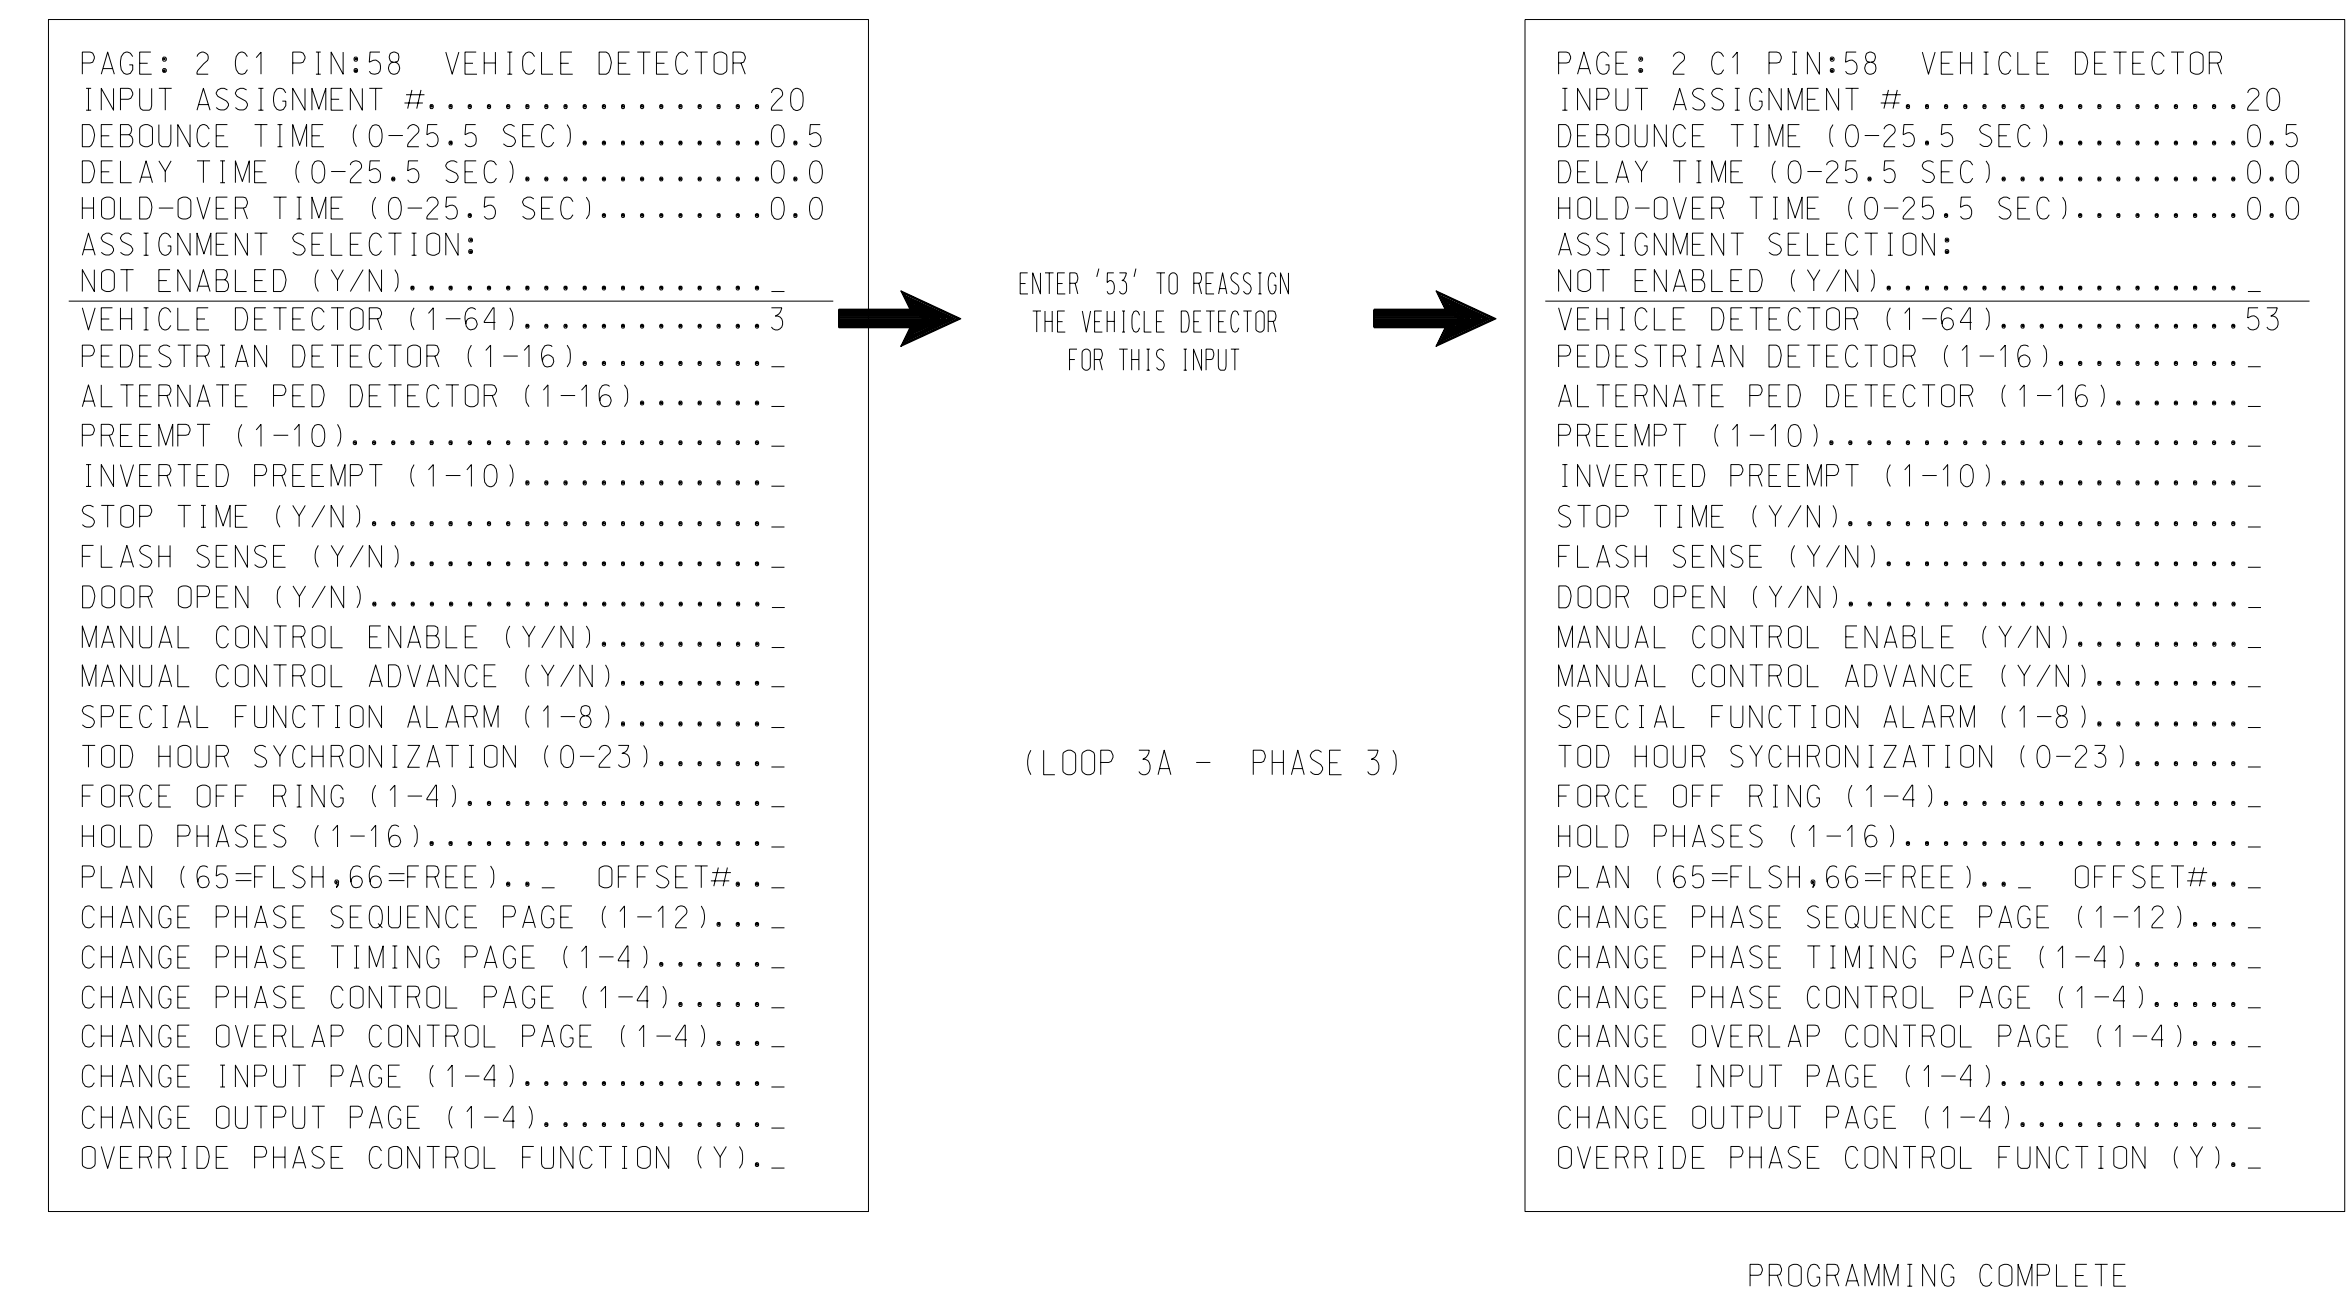 PAGE: 2 C1 PIN:58  VEHICLE DETECTOR
INPUT ASSIGNMENT #..................20
DEBOUNCE TIME (0-25.5 SEC)..........0.5
DELAY TIME (0-25.5 SEC).............0.0
HOLD-OVER TIME (0-25.5 SEC).........0.0
ASSIGNMENT SELECTION:
NOT ENABLED (Y/N)..................._
VEHICLE DETECTOR (1-64).............3
PEDESTRIAN DETECTOR (1-16).........._
ALTERNATE PED DETECTOR (1-16)......._
PREEMPT (1-10)......................_
INVERTED PREEMPT (1-10)............._
STOP TIME (Y/N)....................._
FLASH SENSE (Y/N)..................._
DOOR OPEN (Y/N)....................._
MANUAL CONTROL ENABLE (Y/N)........._
MANUAL CONTROL ADVANCE (Y/N)........_
SPECIAL FUNCTION ALARM (1-8)........_
TOD HOUR SYCHRONIZATION (0-23)......_
FORCE OFF RING (1-4)................_
HOLD PHASES (1-16).................._
PLAN (65=FLSH,66=FREE).._  OFFSET#.._
CHANGE PHASE SEQUENCE PAGE (1-12)..._
CHANGE PHASE TIMING PAGE (1-4)......_
CHANGE PHASE CONTROL PAGE (1-4)....._
CHANGE OVERLAP CONTROL PAGE (1-4)..._
CHANGE INPUT PAGE (1-4)............._
CHANGE OUTPUT PAGE (1-4)............_
OVERRIDE PHASE CONTROL FUNCTION (Y)._
ENTER '53' TO REASSIGN
THE VEHICLE DETECTOR
FOR THIS INPUT
(LOOP 3A -  PHASE 3)
PAGE: 2 C1 PIN:58  VEHICLE DETECTOR
INPUT ASSIGNMENT #..................20
DEBOUNCE TIME (0-25.5 SEC)..........0.5
DELAY TIME (0-25.5 SEC).............0.0
HOLD-OVER TIME (0-25.5 SEC).........0.0
ASSIGNMENT SELECTION:
NOT ENABLED (Y/N)..................._
VEHICLE DETECTOR (1-64).............53
PEDESTRIAN DETECTOR (1-16).........._
ALTERNATE PED DETECTOR (1-16)......._
PREEMPT (1-10)......................_
INVERTED PREEMPT (1-10)............._
STOP TIME (Y/N)....................._
FLASH SENSE (Y/N)..................._
DOOR OPEN (Y/N)....................._
MANUAL CONTROL ENABLE (Y/N)........._
MANUAL CONTROL ADVANCE (Y/N)........_
SPECIAL FUNCTION ALARM (1-8)........_
TOD HOUR SYCHRONIZATION (0-23)......_
FORCE OFF RING (1-4)................_
HOLD PHASES (1-16).................._
PLAN (65=FLSH,66=FREE).._  OFFSET#.._
CHANGE PHASE SEQUENCE PAGE (1-12)..._
CHANGE PHASE TIMING PAGE (1-4)......_
CHANGE PHASE CONTROL PAGE (1-4)....._
CHANGE OVERLAP CONTROL PAGE (1-4)..._
CHANGE INPUT PAGE (1-4)............._
CHANGE OUTPUT PAGE (1-4)............_
OVERRIDE PHASE CONTROL FUNCTION (Y)._
PROGRAMMING COMPLETE